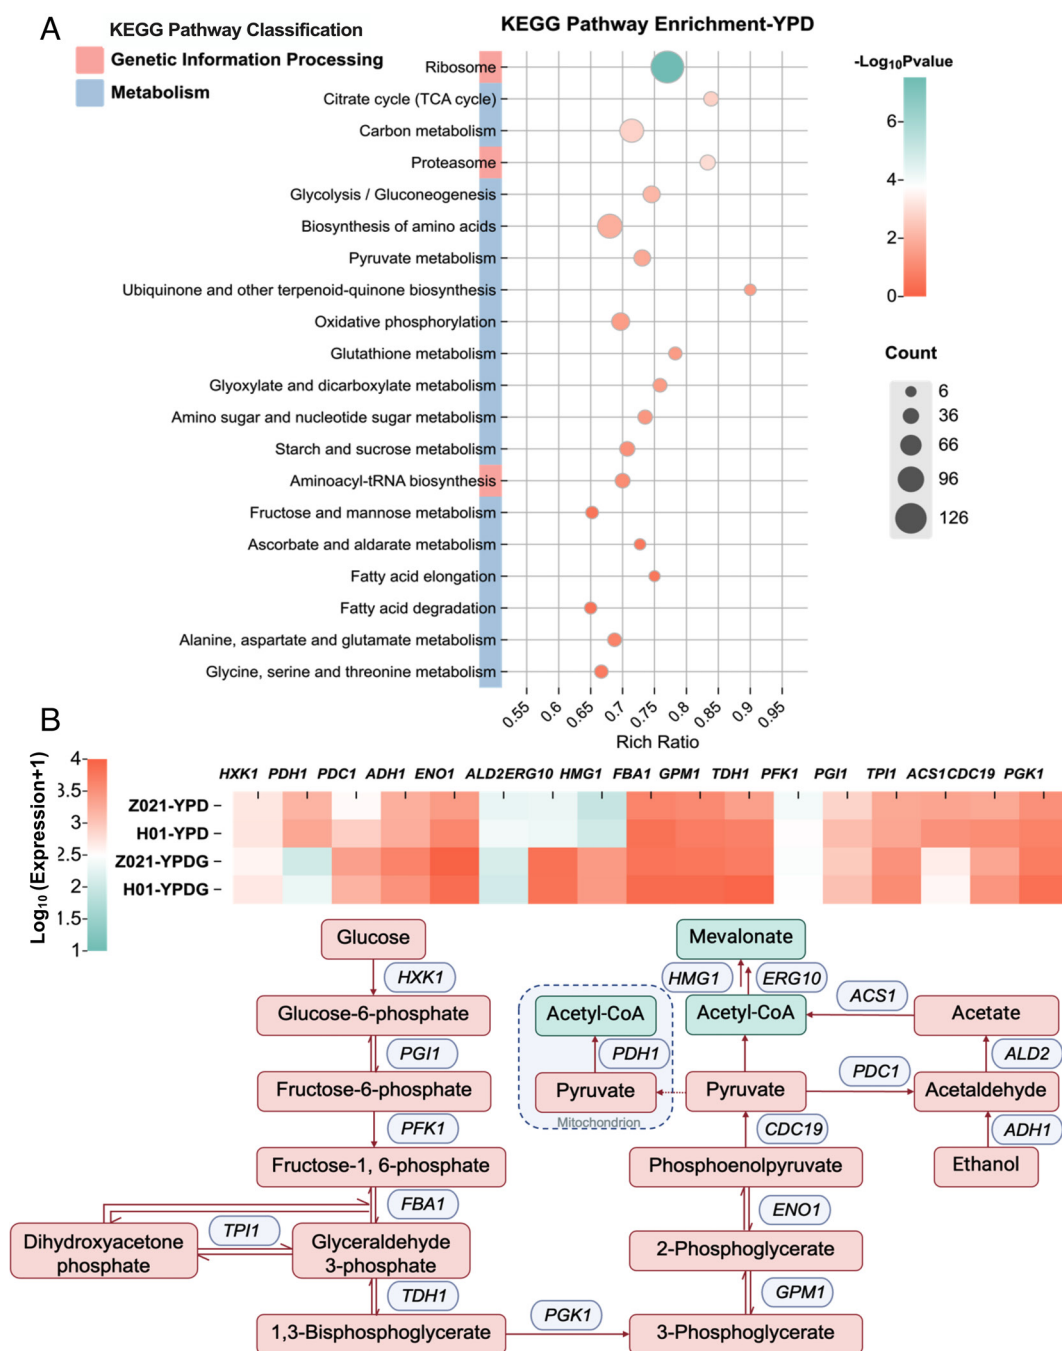 A
KEGG Pathway Classification
Genetic Information Processing
Metabolism
KEGG Pathway Enrichment-YPD
Ribosome
Citrate cycle (TCA cycle)
Carbon metabolism
Proteasome
Glycolysis / Gluconeogenesis
Biosynthesis of amino acids
Pyruvate metabolism
Ubiquinone and other terpenoid-quinone biosynthesis
Oxidative phosphorylation
Glutathione metabolism
Glyoxylate and dicarboxylate metabolism
Amino sugar and nucleotide sugar metabolism
Starch and sucrose metabolism
Aminoacyl-tRNA biosynthesis
Fructose and mannose metabolism
Ascorbate and aldarate metabolism
Fatty acid elongation
Fatty acid degradation
Alanine, aspartate and glutamate metabolism
Glycine, serine and threonine metabolism
0.55 0.6 0.65 0.7 0.75 0.8 0.85 0.9 0.95
Rich Ratio
-Log₁₀Pvalue
6
4
2
0
Count
6
36
66
96
126
B
Log₁₀ (Expression+1)
4
3.5
3
2.5
2
1.5
1
HXK1 PDH1 PDC1 ADH1 ENO1 ALD2 ERG10 HMG1 FBA1 GPM1 TDH1 PFK1 PGI1 TPI1 ACS1 CDC19 PGK1
Z021-YPD
H01-YPD
Z021-YPDG
H01-YPDG
Glucose
HXK1
Glucose-6-phosphate
PGI1
Fructose-6-phosphate
PFK1
Fructose-1, 6-phosphate
FBA1
Dihydroxyacetone
phosphate
TPI1
Glyceraldehyde
3-phosphate
TDH1
1,3-Bisphosphoglycerate
PGK1
3-Phosphoglycerate
GPM1
2-Phosphoglycerate
ENO1
Phosphoenolpyruvate
CDC19
Pyruvate
Pyruvate
Mitochondrion
PDH1
Acetyl-CoA
Acetyl-CoA
HMG1
ERG10
Mevalonate
PDC1
Acetaldehyde
ADH1
Ethanol
ALD2
Acetate
ACS1